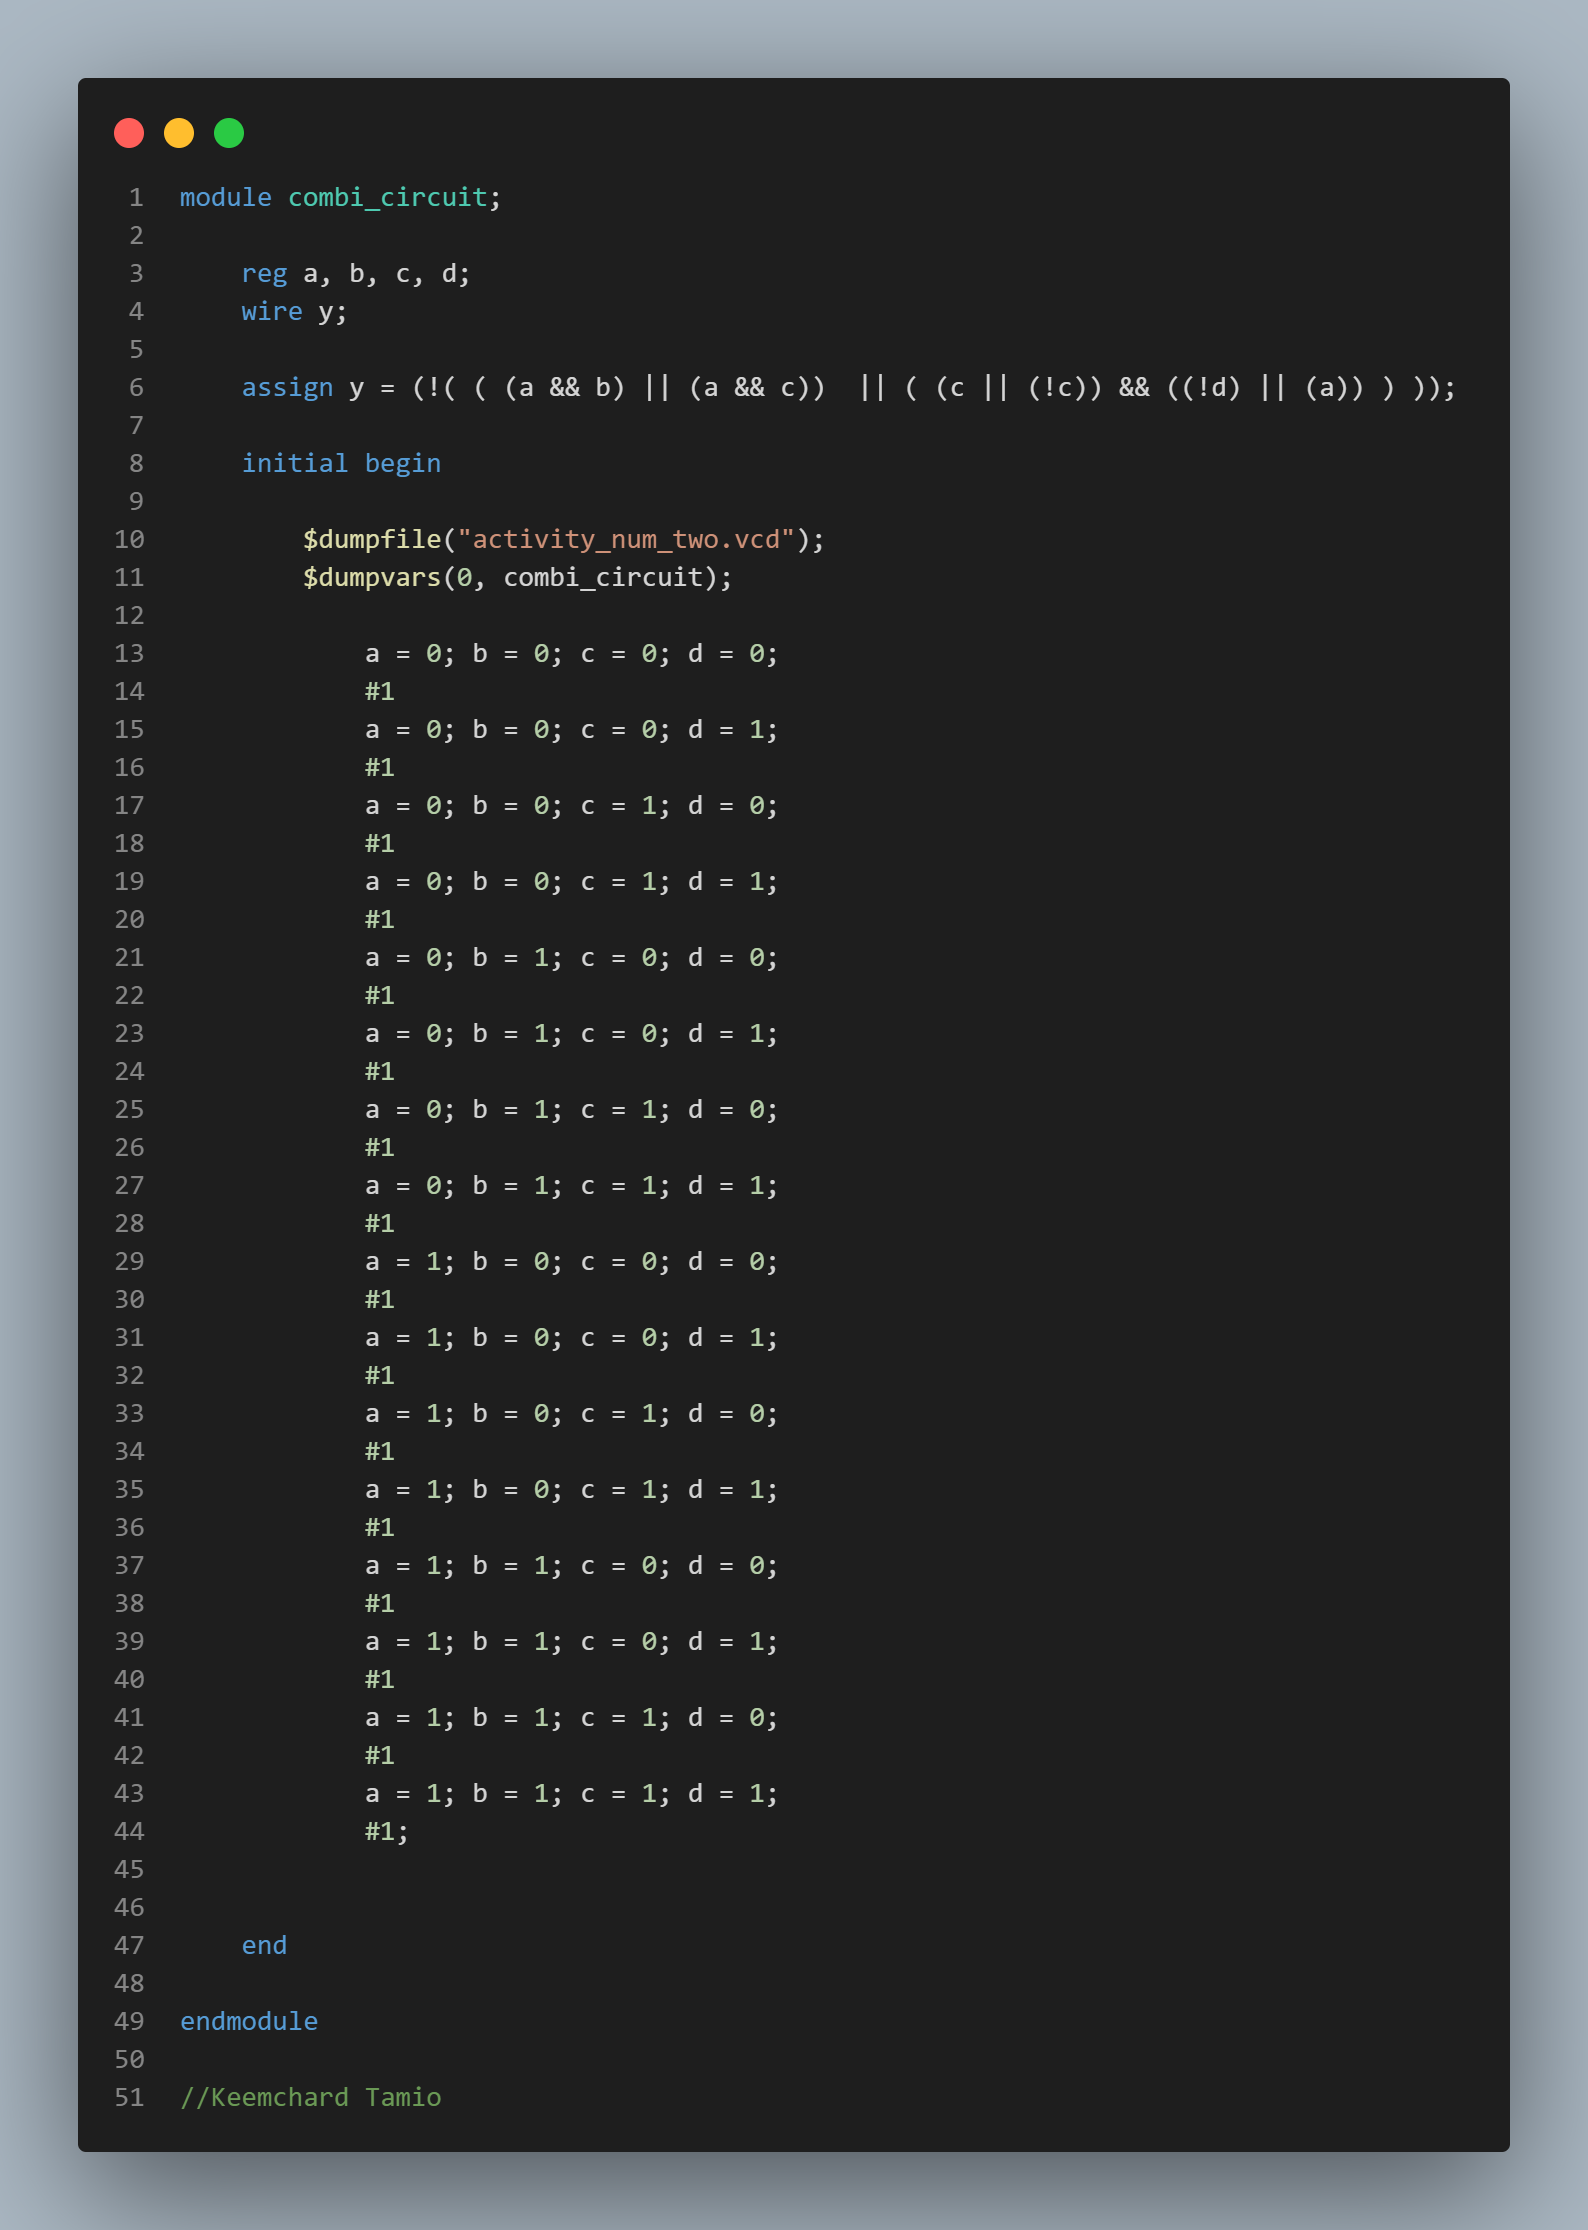 1 module combi_circuit;
2
3 reg a, b, c, d;
4 wire y;
5
6 assign y = (!( ( (a && b) || (a && c))  || ( (c || (!c)) && ((!d) || (a)) ) ));
7
8 initial begin
9
10 $dumpfile("activity_num_two.vcd");
11 $dumpvars(0, combi_circuit);
12
13 a = 0; b = 0; c = 0; d = 0;
14 #1
15 a = 0; b = 0; c = 0; d = 1;
16 #1
17 a = 0; b = 0; c = 1; d = 0;
18 #1
19 a = 0; b = 0; c = 1; d = 1;
20 #1
21 a = 0; b = 1; c = 0; d = 0;
22 #1
23 a = 0; b = 1; c = 0; d = 1;
24 #1
25 a = 0; b = 1; c = 1; d = 0;
26 #1
27 a = 0; b = 1; c = 1; d = 1;
28 #1
29 a = 1; b = 0; c = 0; d = 0;
30 #1
31 a = 1; b = 0; c = 0; d = 1;
32 #1
33 a = 1; b = 0; c = 1; d = 0;
34 #1
35 a = 1; b = 0; c = 1; d = 1;
36 #1
37 a = 1; b = 1; c = 0; d = 0;
38 #1
39 a = 1; b = 1; c = 0; d = 1;
40 #1
41 a = 1; b = 1; c = 1; d = 0;
42 #1
43 a = 1; b = 1; c = 1; d = 1;
44 #1;
45
46
47 end
48
49 endmodule
50
51 //Keemchard Tamio